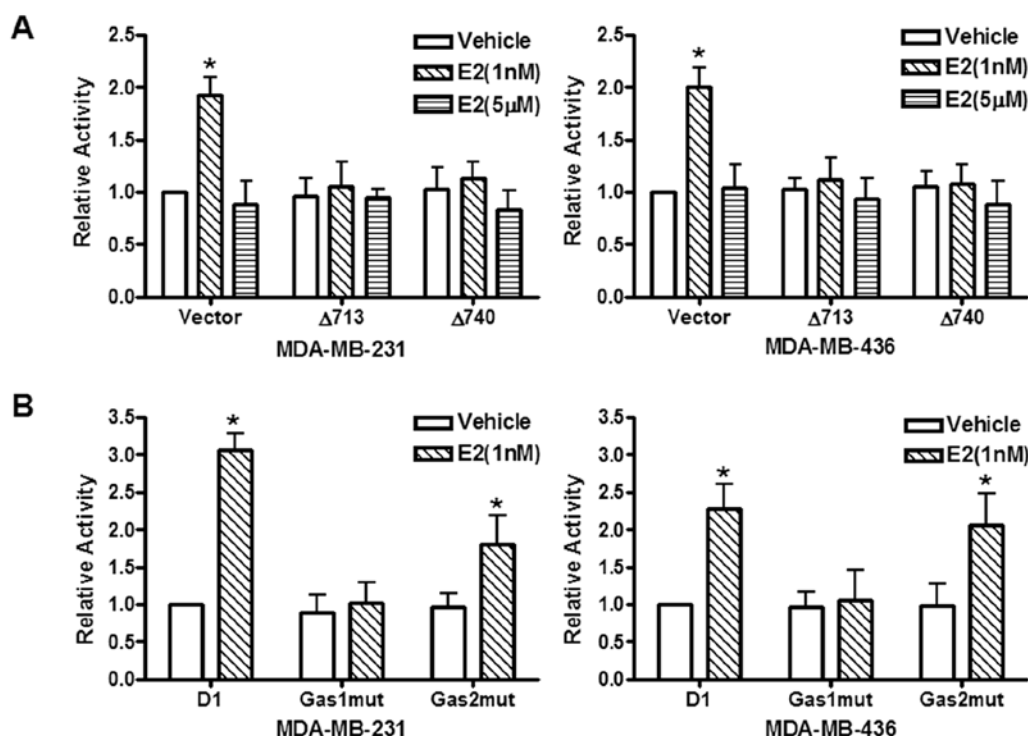 A
Relative Activity
2.5
2.0
1.5
1.0
0.5
0.0
*
Vehicle
E2(1nM)
E2(5μM)
Vector
Δ713
Δ740
MDA-MB-231
Relative Activity
2.5
2.0
1.5
1.0
0.5
0.0
*
Vehicle
E2(1nM)
E2(5μM)
Vector
Δ713
Δ740
MDA-MB-436
B
Relative Activity
3.5
3.0
2.5
2.0
1.5
1.0
0.5
0.0
*
*
Vehicle
E2(1nM)
D1
Gas1mut
Gas2mut
MDA-MB-231
Relative Activity
3.5
3.0
2.5
2.0
1.5
1.0
0.5
0.0
*
*
Vehicle
E2(1nM)
D1
Gas1mut
Gas2mut
MDA-MB-436